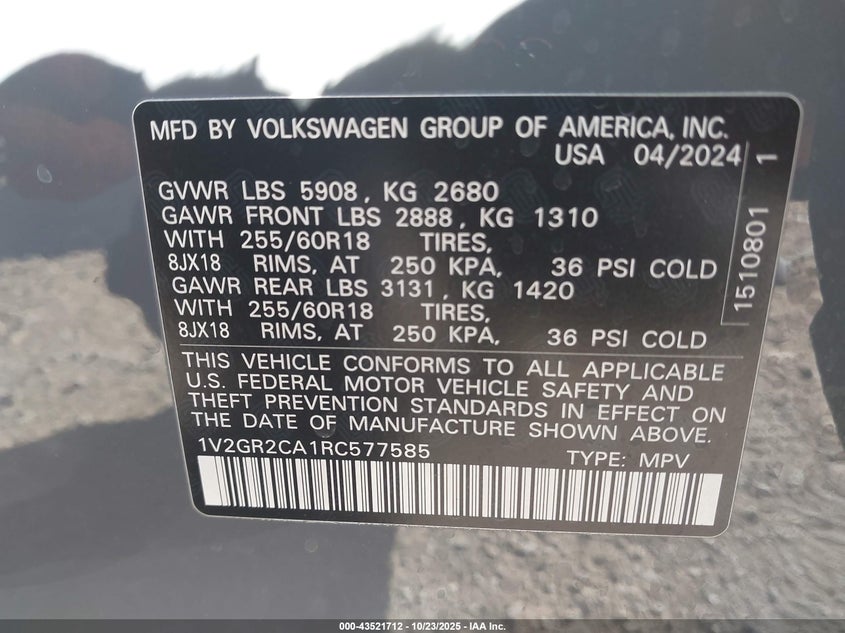 MFD BY VOLKSWAGEN GROUP OF AMERICA, INC.
USA 04/2024
GVWR LBS 5908, KG 2680
GAWR FRONT LBS 2888, KG 1310
WITH 255/60R18 TIRES,
8JX18 RIMS, AT 250 KPA, 36 PSI COLD
GAWR REAR LBS 3131, KG 1420
WITH 255/60R18 TIRES,
8JX18 RIMS, AT 250 KPA, 36 PSI COLD
1510801 1
THIS VEHICLE CONFORMS TO ALL APPLICABLE
U.S. FEDERAL MOTOR VEHICLE SAFETY AND
THEFT PREVENTION STANDARDS IN EFFECT ON
THE DATE OF MANUFACTURE SHOWN ABOVE.
1V2GR2CA1RC577585 TYPE: MPV
000-43521712 - 10/23/2025 - IAA Inc.